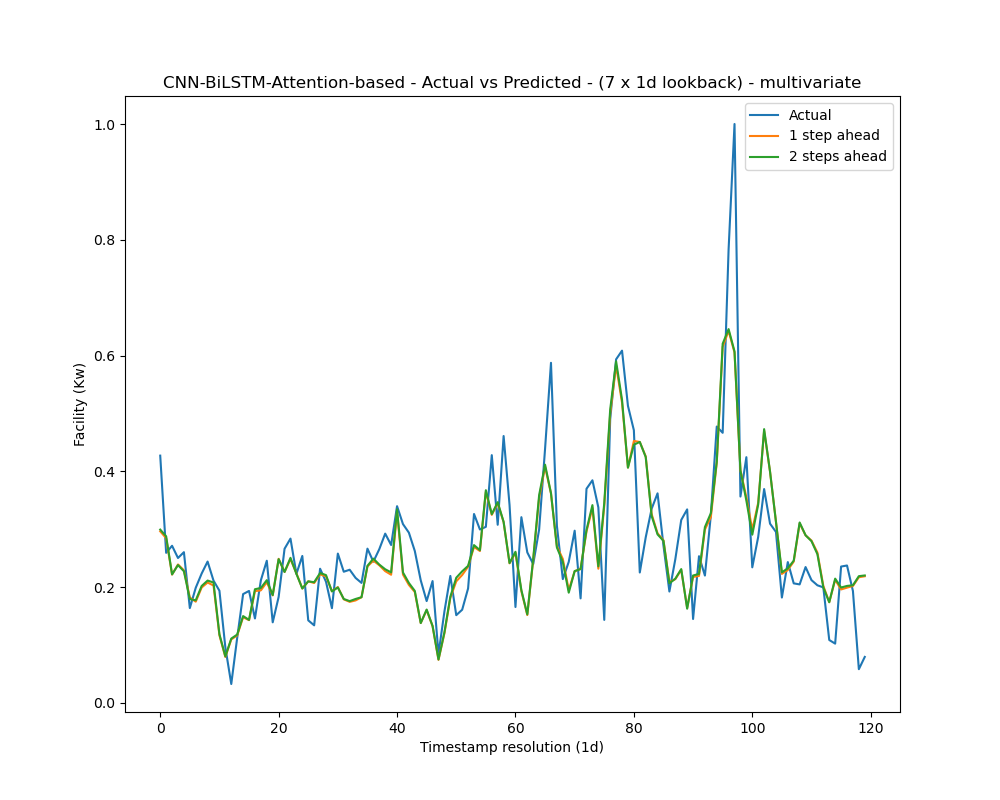 CNN-BiLSTM-Attention-based - Actual vs Predicted - (7 x 1d lookback) - multivariate
Actual
1 step ahead
2 steps ahead
1.0
0.8
0.6
0.4
0.2
0.0
Facility (Kw)
0 20 40 60 80 100 120
Timestamp resolution (1d)